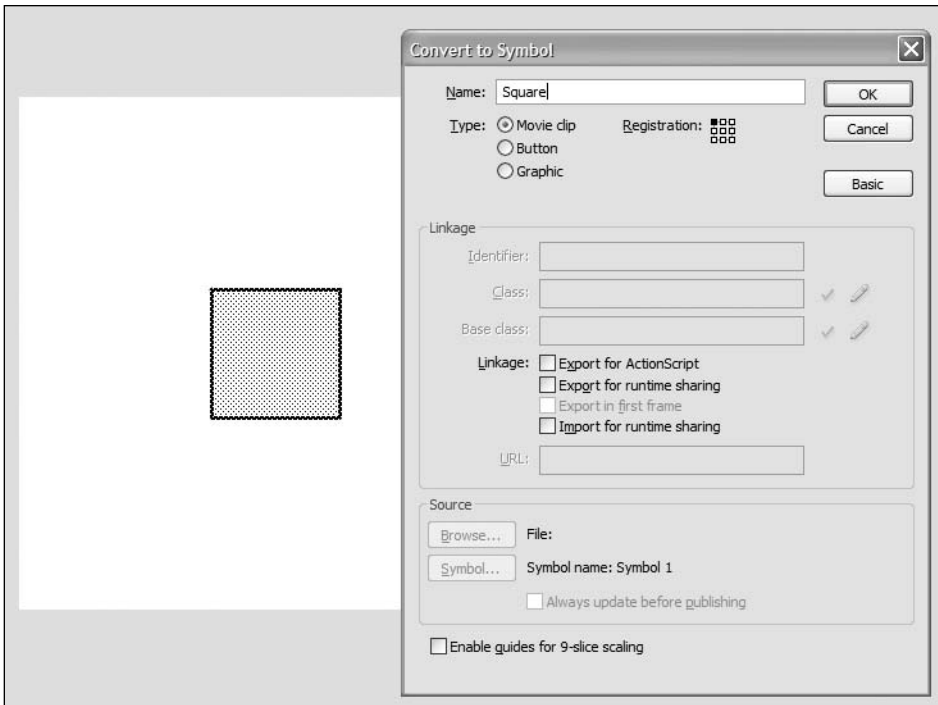 Convert to Symbol
Name: Square OK
Type: Movie clip Registration: Cancel
Button
Graphic Basic
Linkage
Identifier:
Class:
Base class:
Linkage: Export for ActionScript
Export for runtime sharing
Export in first frame
Import for runtime sharing
URL:
Source
Browse... File:
Symbol... Symbol name: Symbol 1
Always update before publishing
Enable guides for 9-slice scaling